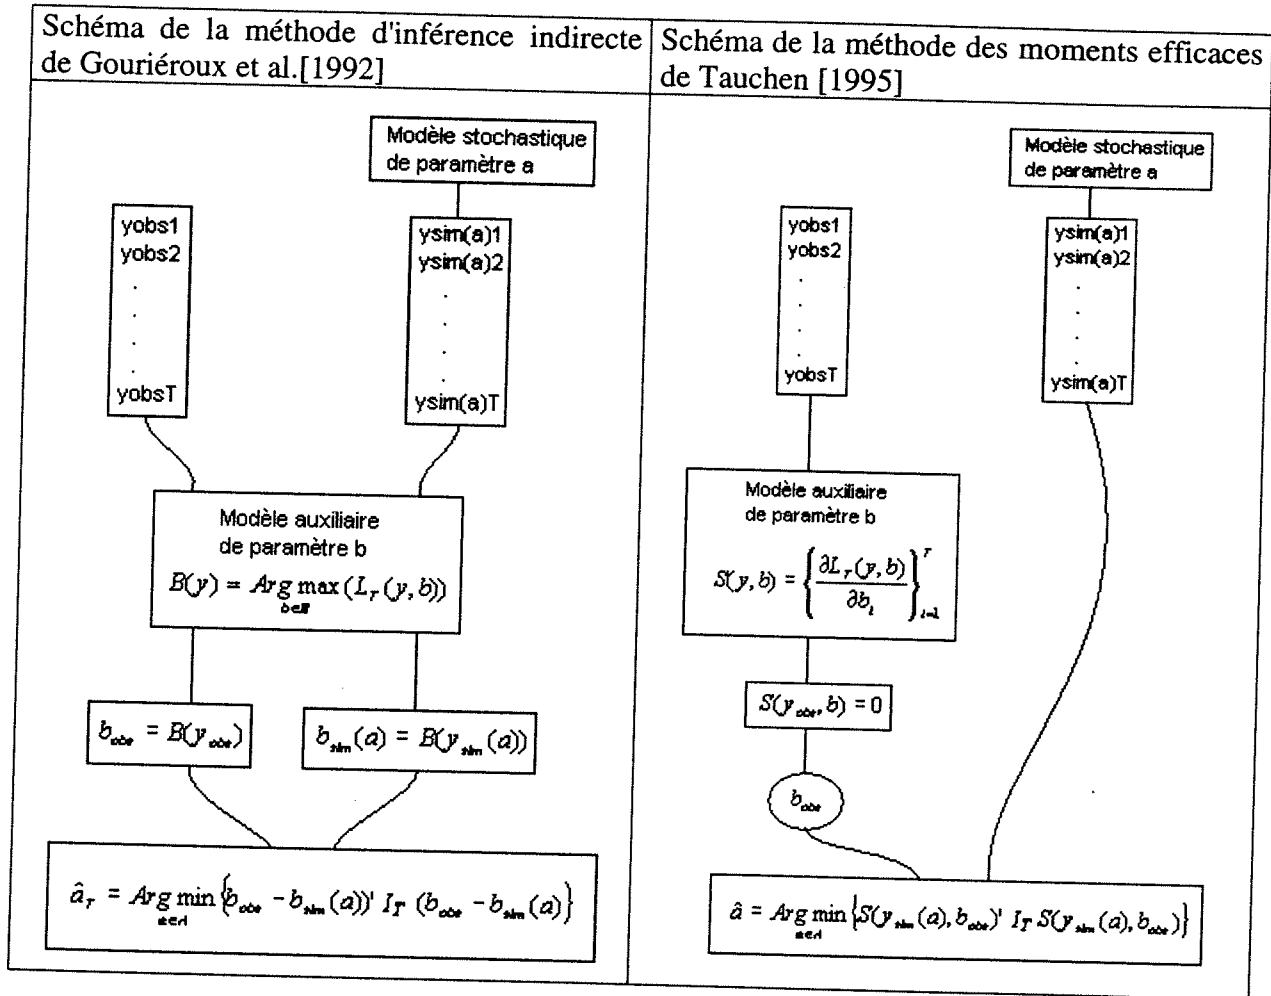 Schéma de la méthode d'inférence indirecte
de Gouriéroux et al.[1992]
Modèle stochastique
de paramètre a
yobs1
yobs2
.
.
.
.
yobsT
ysim(a)1
ysim(a)2
.
.
.
.
ysim(a)T
Modèle auxiliaire
de paramètre b
B(y) = Arg max (L_T (y, b))
b∈B
b_obs = B(y_obs)
b_sim (a) = B(y_sim (a))
â_T = Arg min {b_obs - b_sim (a))' I_T (b_obs - b_sim (a)}
a∈A
Schéma de la méthode des moments efficaces
de Tauchen [1995]
Modèle stochastique
de paramètre a
yobs1
yobs2
.
.
.
.
yobsT
ysim(a)1
ysim(a)2
.
.
.
.
ysim(a)T
Modèle auxiliaire
de paramètre b
S(y, b) = { ∂L_T (y, b) / ∂b_i }^T_i=1
S(y_obs, b) = 0
b_obs
â = Arg min {S(y_sim (a), b_obs)' I_T S(y_sim (a), b_obs)}
a∈A